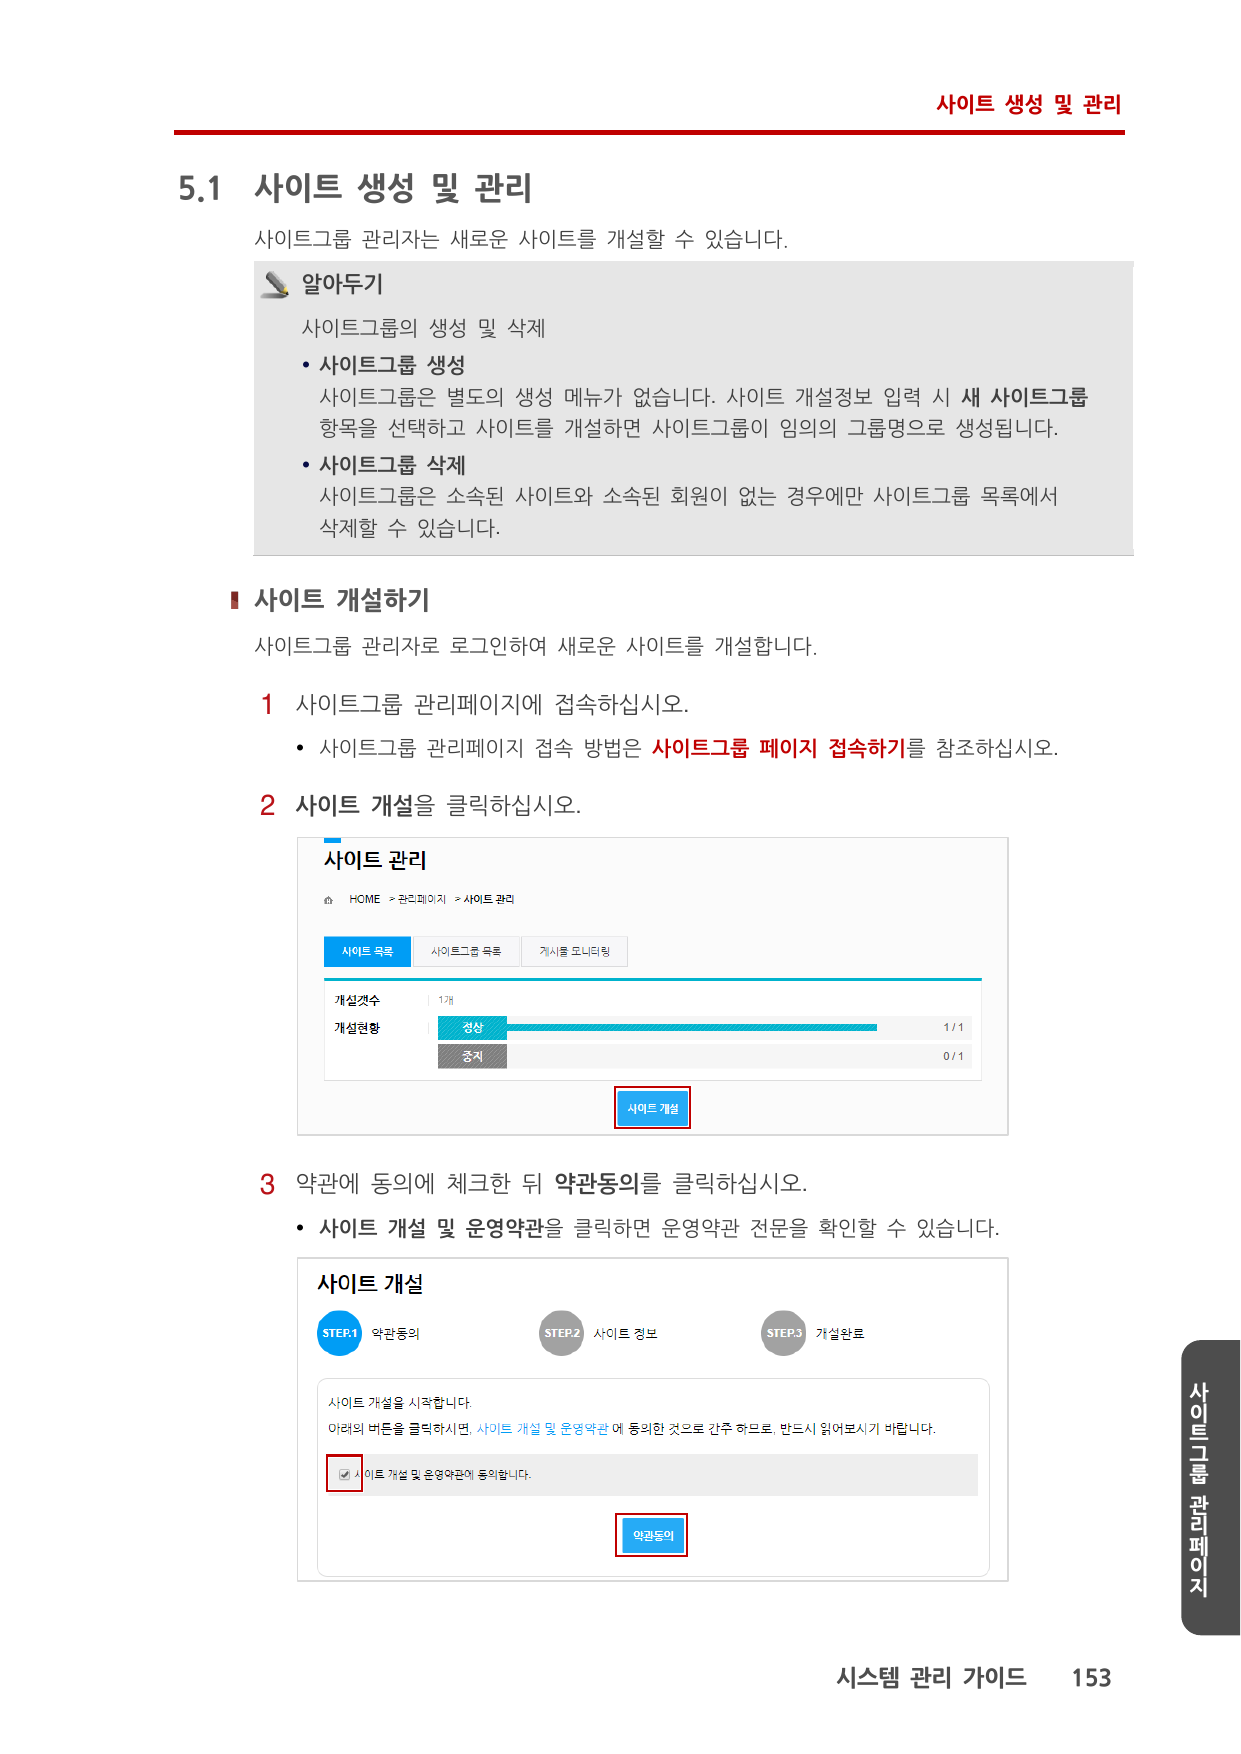 사이트 생성 및 관리
5.1 사이트 생성 및 관리
사이트그룹 관리자는 새로운 사이트를 개설할 수 있습니다.
알아두기
사이트그룹의 생성 및 삭제
• 사이트그룹 생성
사이트그룹은 별도의 생성 메뉴가 없습니다. 사이트 개설정보 입력 시 새 사이트그룹
항목을 선택하고 사이트를 개설하면 사이트그룹이 임의의 그룹명으로 생성됩니다.
• 사이트그룹 삭제
사이트그룹은 소속된 사이트와 소속된 회원이 없는 경우에만 사이트그룹 목록에서
삭제할 수 있습니다.
사이트 개설하기
사이트그룹 관리자로 로그인하여 새로운 사이트를 개설합니다.
1 사이트그룹 관리페이지에 접속하십시오.
• 사이트그룹 관리페이지 접속 방법은 사이트그룹 페이지 접속하기를 참조하십시오.
2 사이트 개설을 클릭하십시오.
사이트 관리
HOME > 관리페이지 > 사이트 관리
사이트 목록 사이트그룹 목록 게시물 모니터링
개설갯수 1개
개설현황 정상 1 / 1
중지 0 / 1
사이트 개설
3 약관에 동의에 체크한 뒤 약관동의를 클릭하십시오.
• 사이트 개설 및 운영약관을 클릭하면 운영약관 전문을 확인할 수 있습니다.
사이트 개설
STEP.1 약관동의 STEP.2 사이트 정보 STEP.3 개설완료
사이트 개설을 시작합니다.
아래의 버튼을 클릭하시면, 사이트 개설 및 운영약관 에 동의한 것으로 간주 하므로, 반드시 읽어보시기 바랍니다.
사이트 개설 및 운영약관에 동의합니다.
약관동의
사이트그룹 관리페이지
시스템 관리 가이드 153